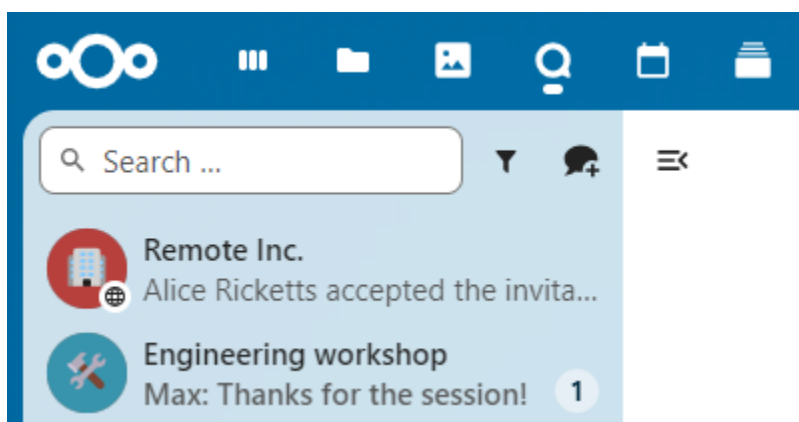 Search ...
Remote Inc.
Alice Ricketts accepted the invita...
Engineering workshop
Max: Thanks for the session!
1